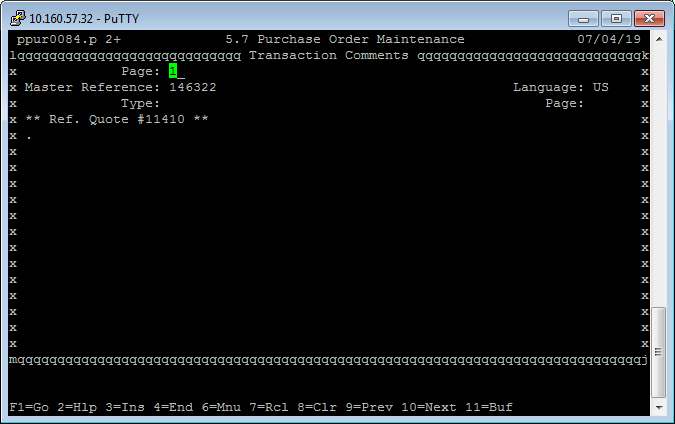 10.160.57.32 - PuTTY
ppur0084.p 2+ 5.7 Purchase Order Maintenance 07/04/19
lqqqqqqqqqqqqqqqqqqqqqqqqqqqq Transaction Comments qqqqqqqqqqqqqqqqqqqqqqqqqqqqk
x Page: 1_ x
x Master Reference: 146322 Language: US x
x Type: Page: x
x ** Ref. Quote #11410 ** x
x . x
x x
x x
x x
x x
x x
x x
x x
x x
x x
x x
x x
x x
x x
mqqqqqqqqqqqqqqqqqqqqqqqqqqqqqqqqqqqqqqqqqqqqqqqqqqqqqqqqqqqqqqqqqqqqqqqqqqqqqqj
F1=Go 2=Hlp 3=Ins 4=End 6=Mnu 7=Rcl 8=Clr 9=Prev 10=Next 11=Buf